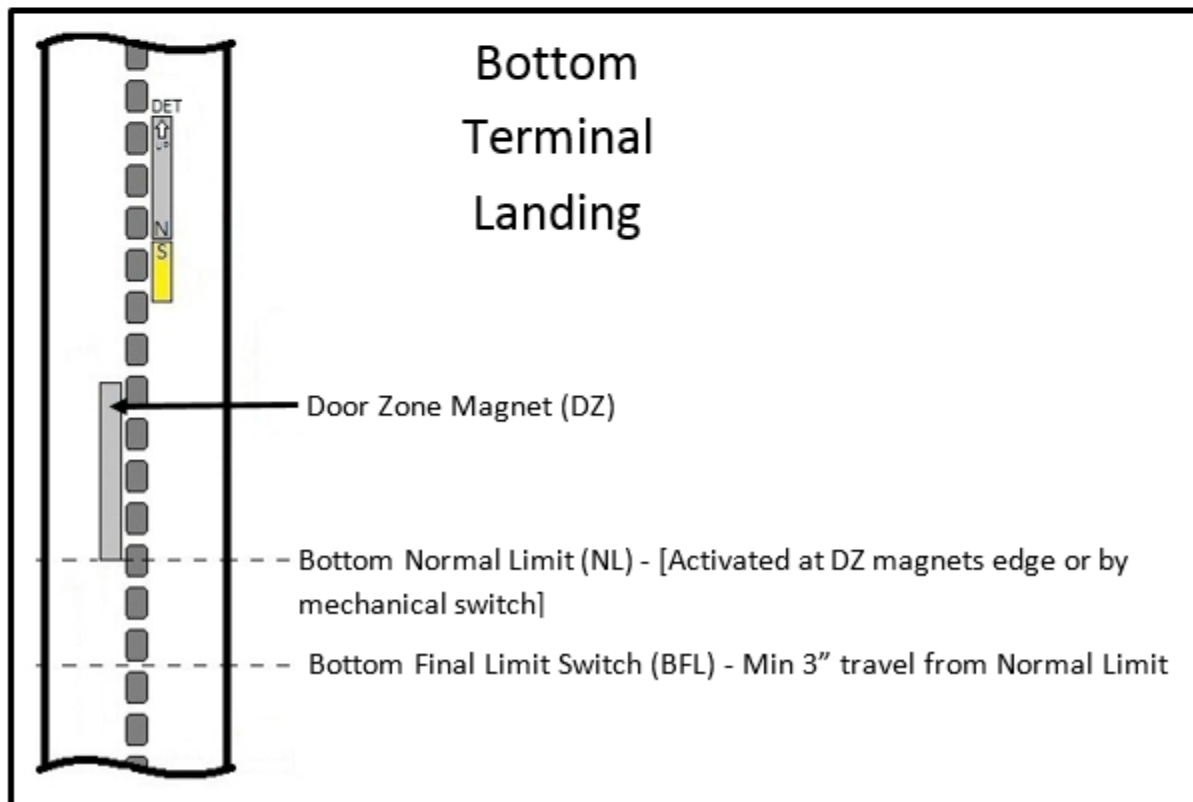 Bottom
Terminal
Landing
DET
UP
N
S
Door Zone Magnet (DZ)
Bottom Normal Limit (NL) - [Activated at DZ magnets edge or by
mechanical switch]
Bottom Final Limit Switch (BFL) - Min 3” travel from Normal Limit